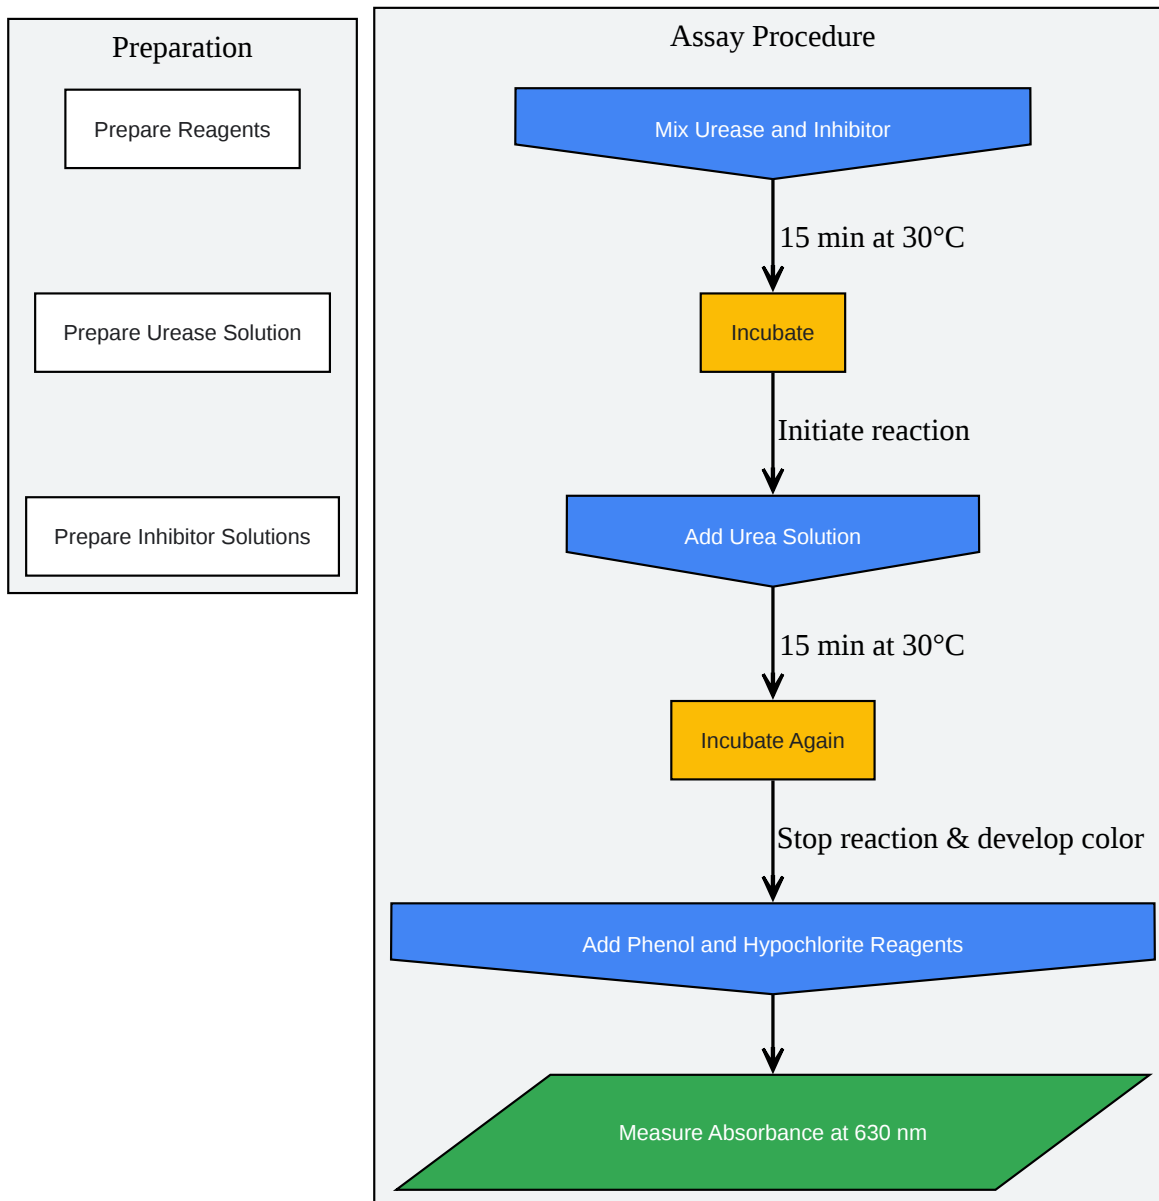 Preparation
Prepare Reagents
Prepare Urease Solution
Prepare Inhibitor Solutions
Assay Procedure
Mix Urease and Inhibitor
15 min at 30°C
Incubate
Initiate reaction
Add Urea Solution
15 min at 30°C
Incubate Again
Stop reaction & develop color
Add Phenol and Hypochlorite Reagents
Measure Absorbance at 630 nm